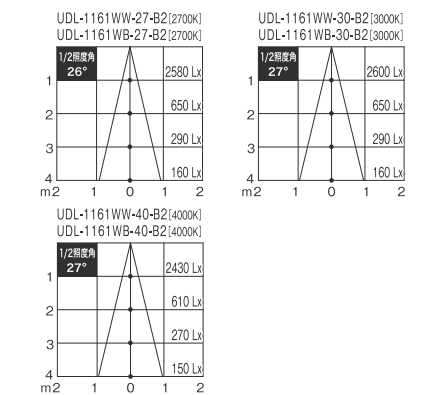 UDL-1161WW-27-B2[2700K]
UDL-1161WB-27-B2[2700K]
1/2照度角
26°
2580 Lx
1
650 Lx
2
290 Lx
3
160 Lx
4
m2 1 0 1 2
UDL-1161WW-30-B2[3000K]
UDL-1161WB-30-B2[3000K]
1/2照度角
27°
2600 Lx
1
650 Lx
2
290 Lx
3
160 Lx
4
m2 1 0 1 2
UDL-1161WW-40-B2[4000K]
UDL-1161WB-40-B2[4000K]
1/2照度角
27°
2430 Lx
1
610 Lx
2
270 Lx
3
150 Lx
4
m2 1 0 1 2